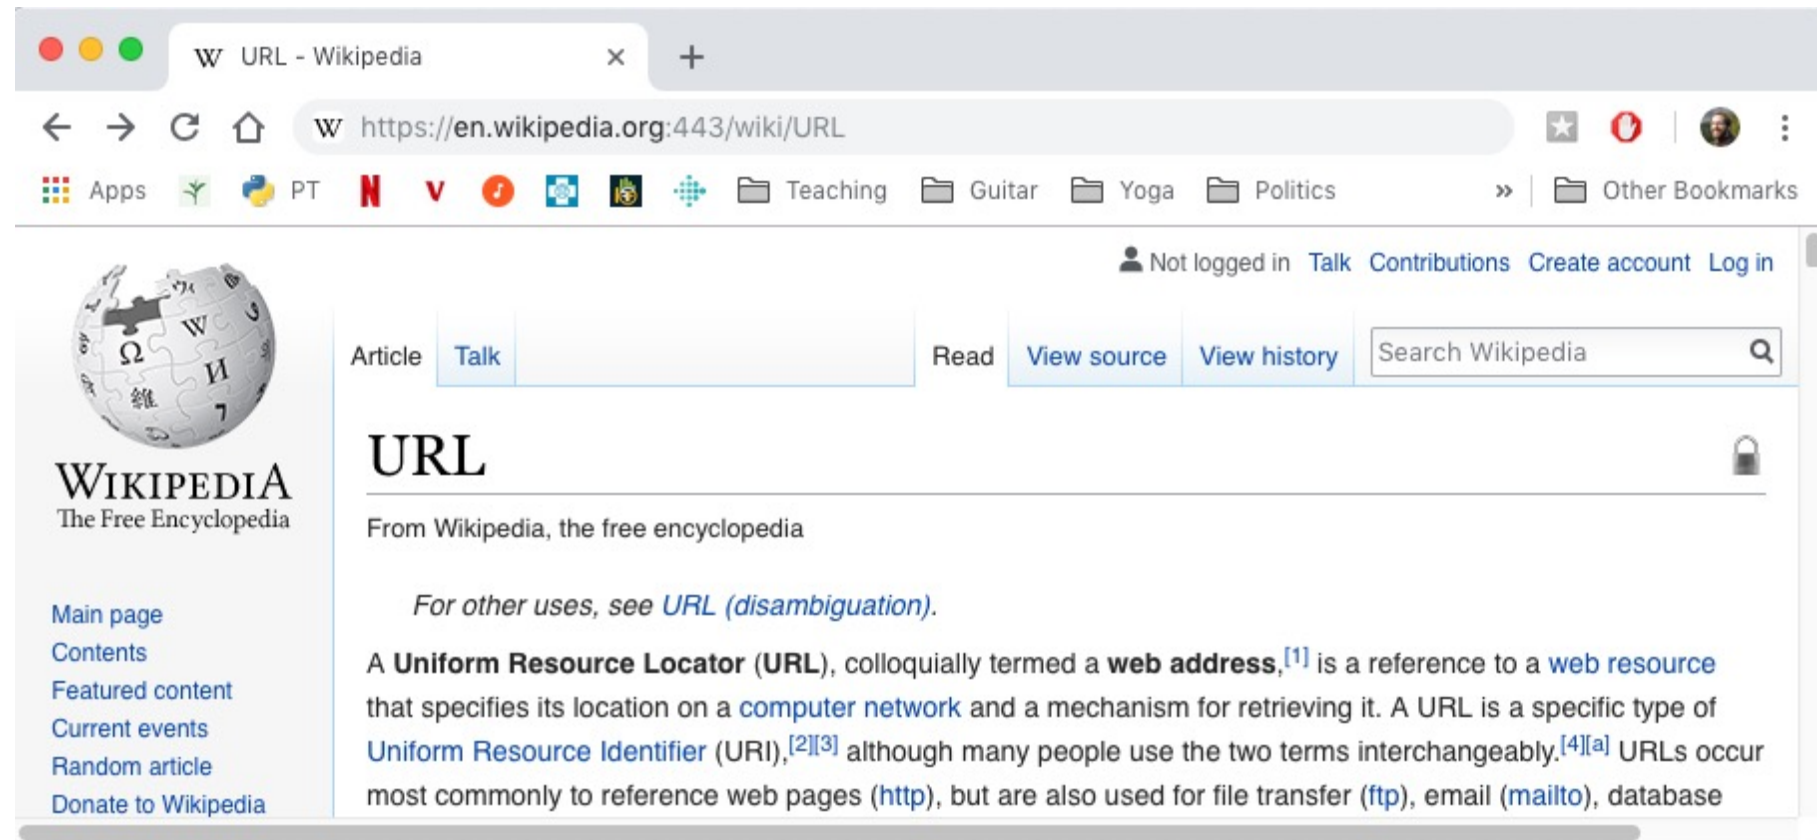 URL - Wikipedia
https://en.wikipedia.org:443/wiki/URL
Apps PT N V Teaching Guitar Yoga Politics » Other Bookmarks
Not logged in Talk Contributions Create account Log in
Article Talk Read View source View history Search Wikipedia
WIKIPEDIA
The Free Encyclopedia
Main page
Contents
Featured content
Current events
Random article
Donate to Wikipedia
URL
From Wikipedia, the free encyclopedia
For other uses, see URL (disambiguation).
A Uniform Resource Locator (URL), colloquially termed a web address,[1] is a reference to a web resource
that specifies its location on a computer network and a mechanism for retrieving it. A URL is a specific type of
Uniform Resource Identifier (URI),[2][3] although many people use the two terms interchangeably.[4][a] URLs occur
most commonly to reference web pages (http), but are also used for file transfer (ftp), email (mailto), database